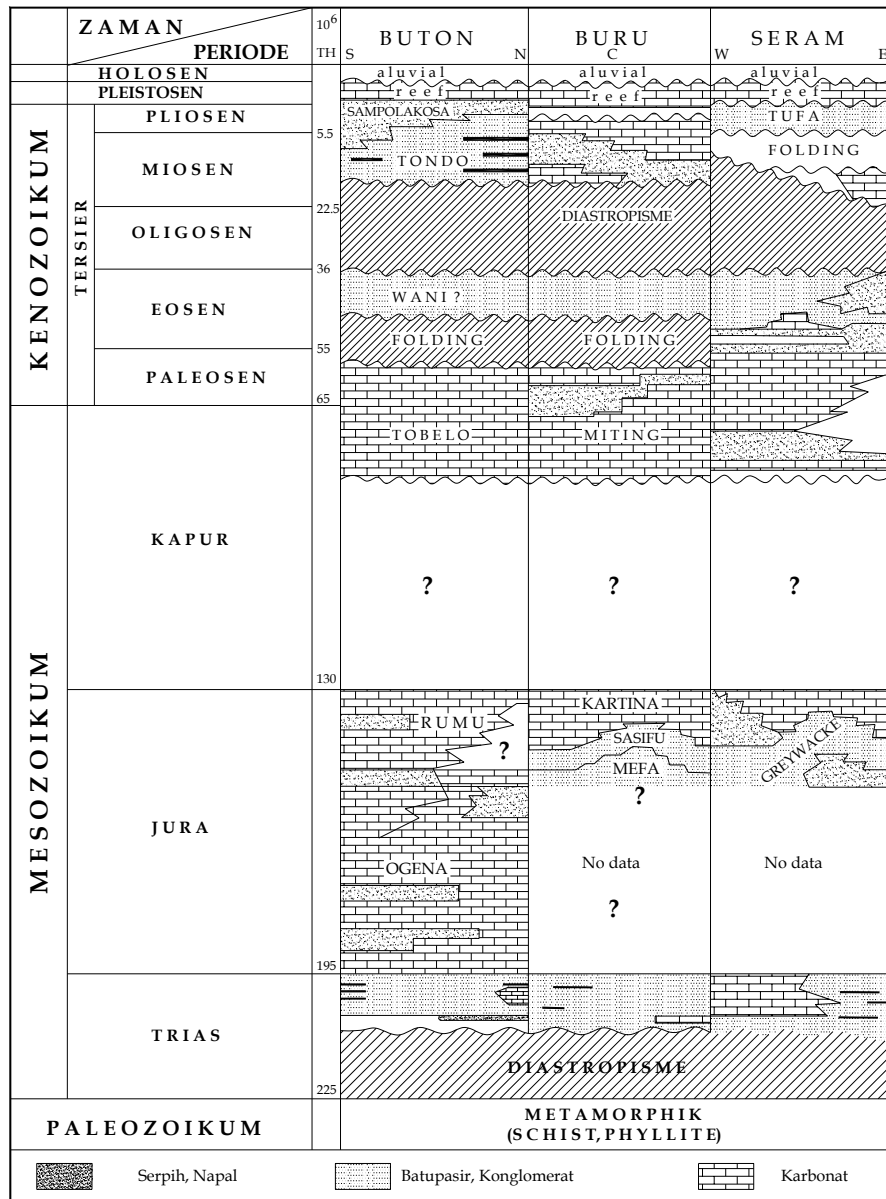 ZAMAN
PERIODE
10⁶
TH
BUTON
S N
BURU
C
SERAM
W E
HOLOSEN
aluvial aluvial aluvial
PLEISTOSEN
reef reef reef
PLIOSEN
SAMPOLAKOSA
TUFA
5.5
MIOSEN
TONDO
FOLDING
22.5
OLIGOSEN
DIASTROPISME
36
EOSEN
WANI ?
FOLDING FOLDING
55
PALEOSEN
65
TERSIER
KENOZOIKUM
TOBELO MITING
KAPUR
? ? ?
130
MESOZOIKUM
RUMU
KARTINA
SASIFU
MEFA
GREYWACKE
?
?
JURA
OGENA
No data No data
?
195
TRIAS
DIASTROPISME
225
PALEOZOIKUM
METAMORPHIK
(SCHIST, PHYLLITE)
Serpih, Napal Batupasir, Konglomerat Karbonat